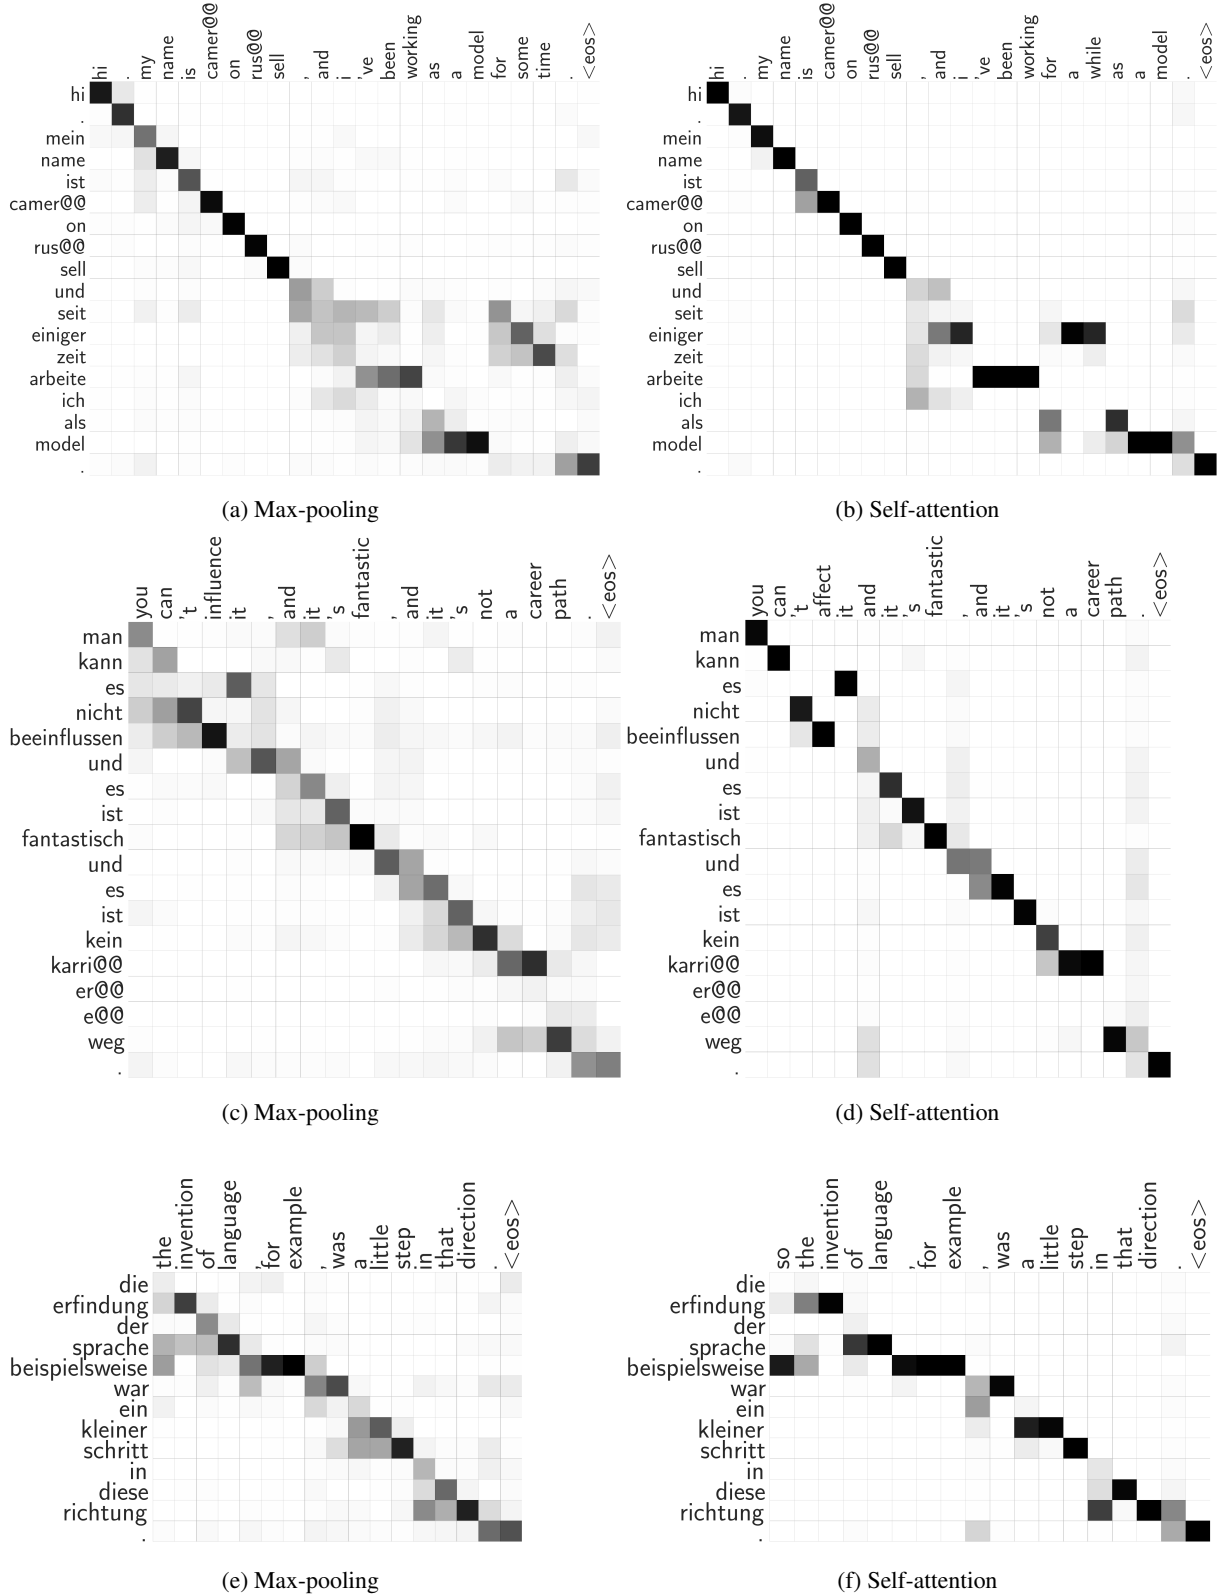 hi . my name is camer@@ on rus@@ sell , and i 've been working as a model for some time . <eos>
hi
.
mein
name
ist
camer@@
on
rus@@
sell
und
seit
einiger
zeit
arbeite
ich
als
model
.
(a) Max-pooling
hi . my name is camer@@ on rus@@ sell , and i 've been working for a while as a model . <eos>
hi
.
mein
name
ist
camer@@
on
rus@@
sell
und
seit
einiger
zeit
arbeite
ich
als
model
.
(b) Self-attention
you can 't influence it , and it 's fantastic , and it 's not a career path . <eos>
man
kann
es
nicht
beeinflussen
und
es
ist
fantastisch
und
es
ist
kein
karri@@
er@@
e@@
weg
.
(c) Max-pooling
you can 't affect it and it 's fantastic , and it 's not a career path . <eos>
man
kann
es
nicht
beeinflussen
und
es
ist
fantastisch
und
es
ist
kein
karri@@
er@@
e@@
weg
.
(d) Self-attention
the invention of language , for example , was a little step in that direction . <eos>
die
erfindung
der
sprache
beispielsweise
war
ein
kleiner
schritt
in
diese
richtung
.
(e) Max-pooling
so the invention of language , for example , was a little step in that direction . <eos>
die
erfindung
der
sprache
beispielsweise
war
ein
kleiner
schritt
in
diese
richtung
.
(f) Self-attention